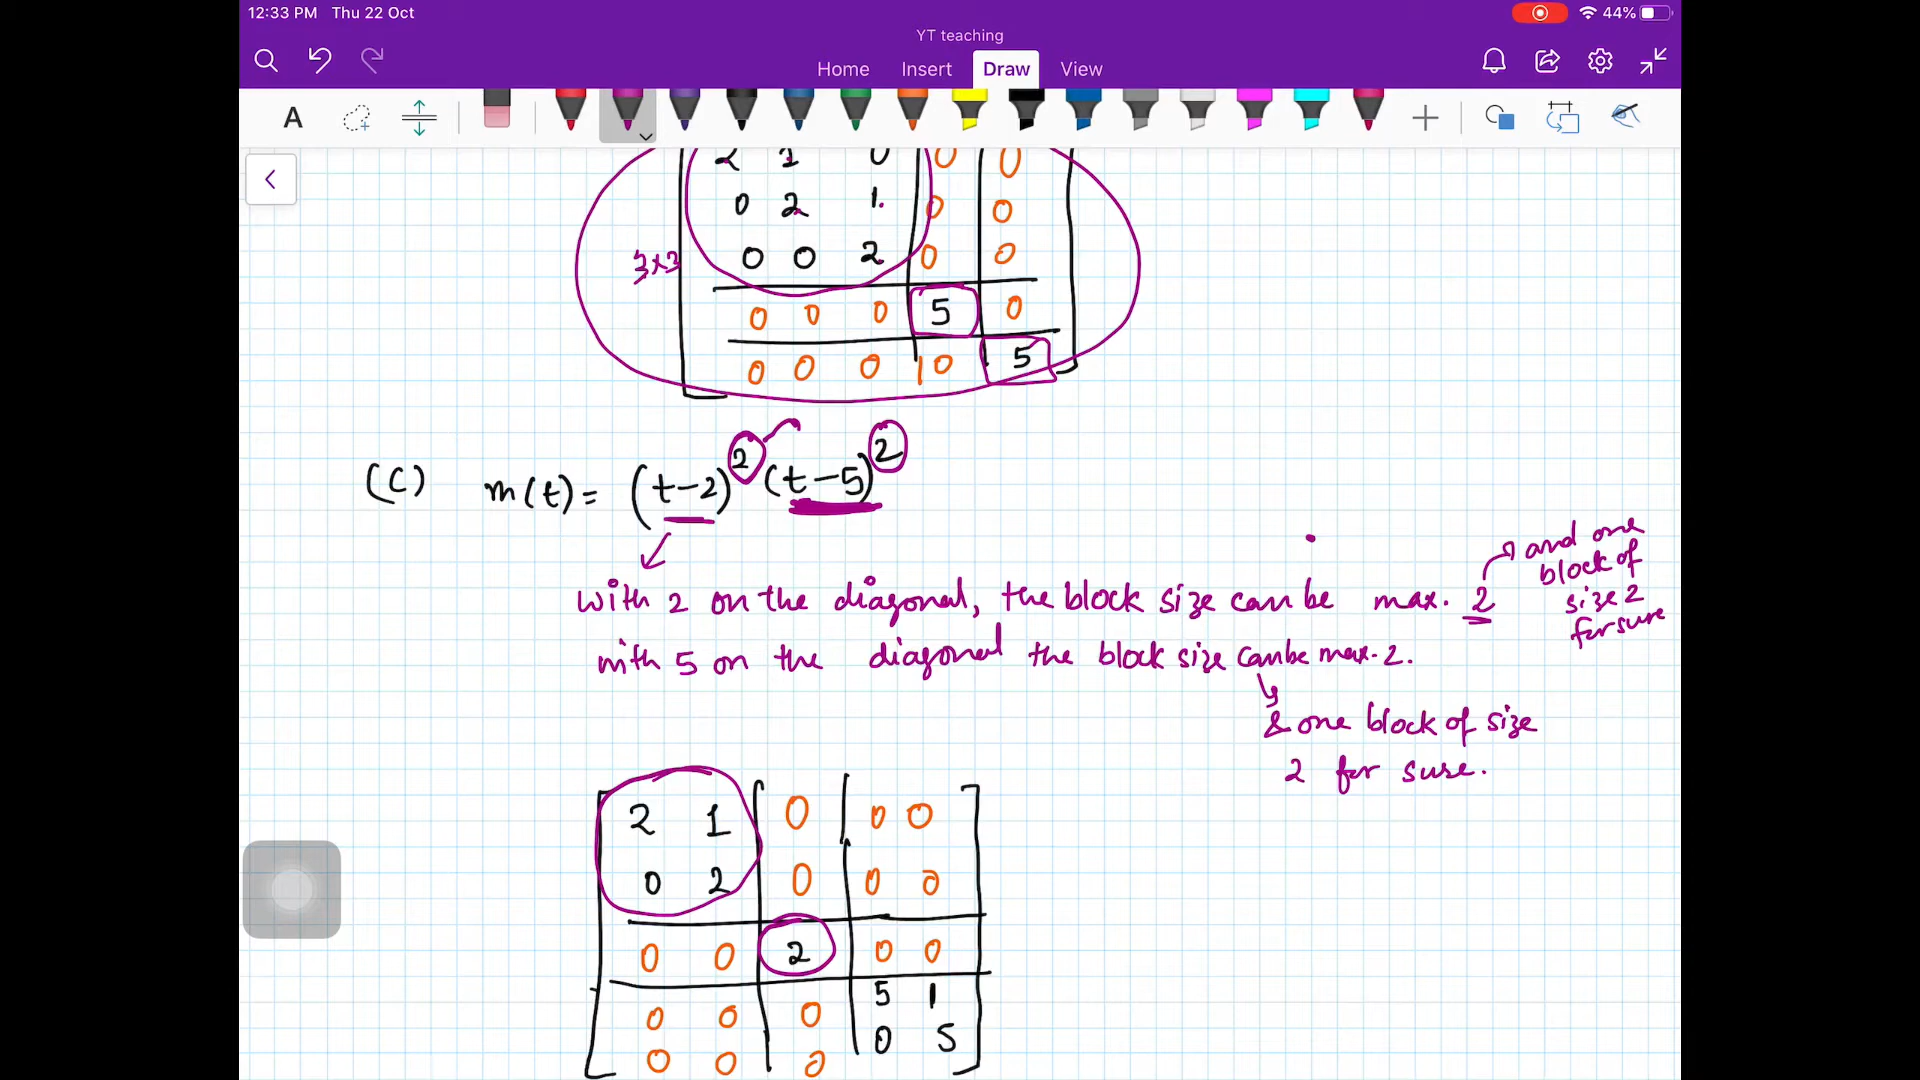 12:33 PM Thu 22 Oct
44%
YT teaching
Home Insert Draw View
A
2 1 0 0 0
0 2 1. 0 0
3x3
0 0 2 0 0
0 0 0 5 0
0 0 0 0 5
(C) m(t) = (t-2)² (t-5)²
with 2 on the diagonal, the block size can be max. 2
and one
block of
size 2
for sure
with 5 on the diagonal the block size can be max. 2.
& one block of size
2 for sure.
2 1 0 0 0
0 2 0 0 0
0 0 2 0 0
0 0 0 5 1
0 0 0 0 5